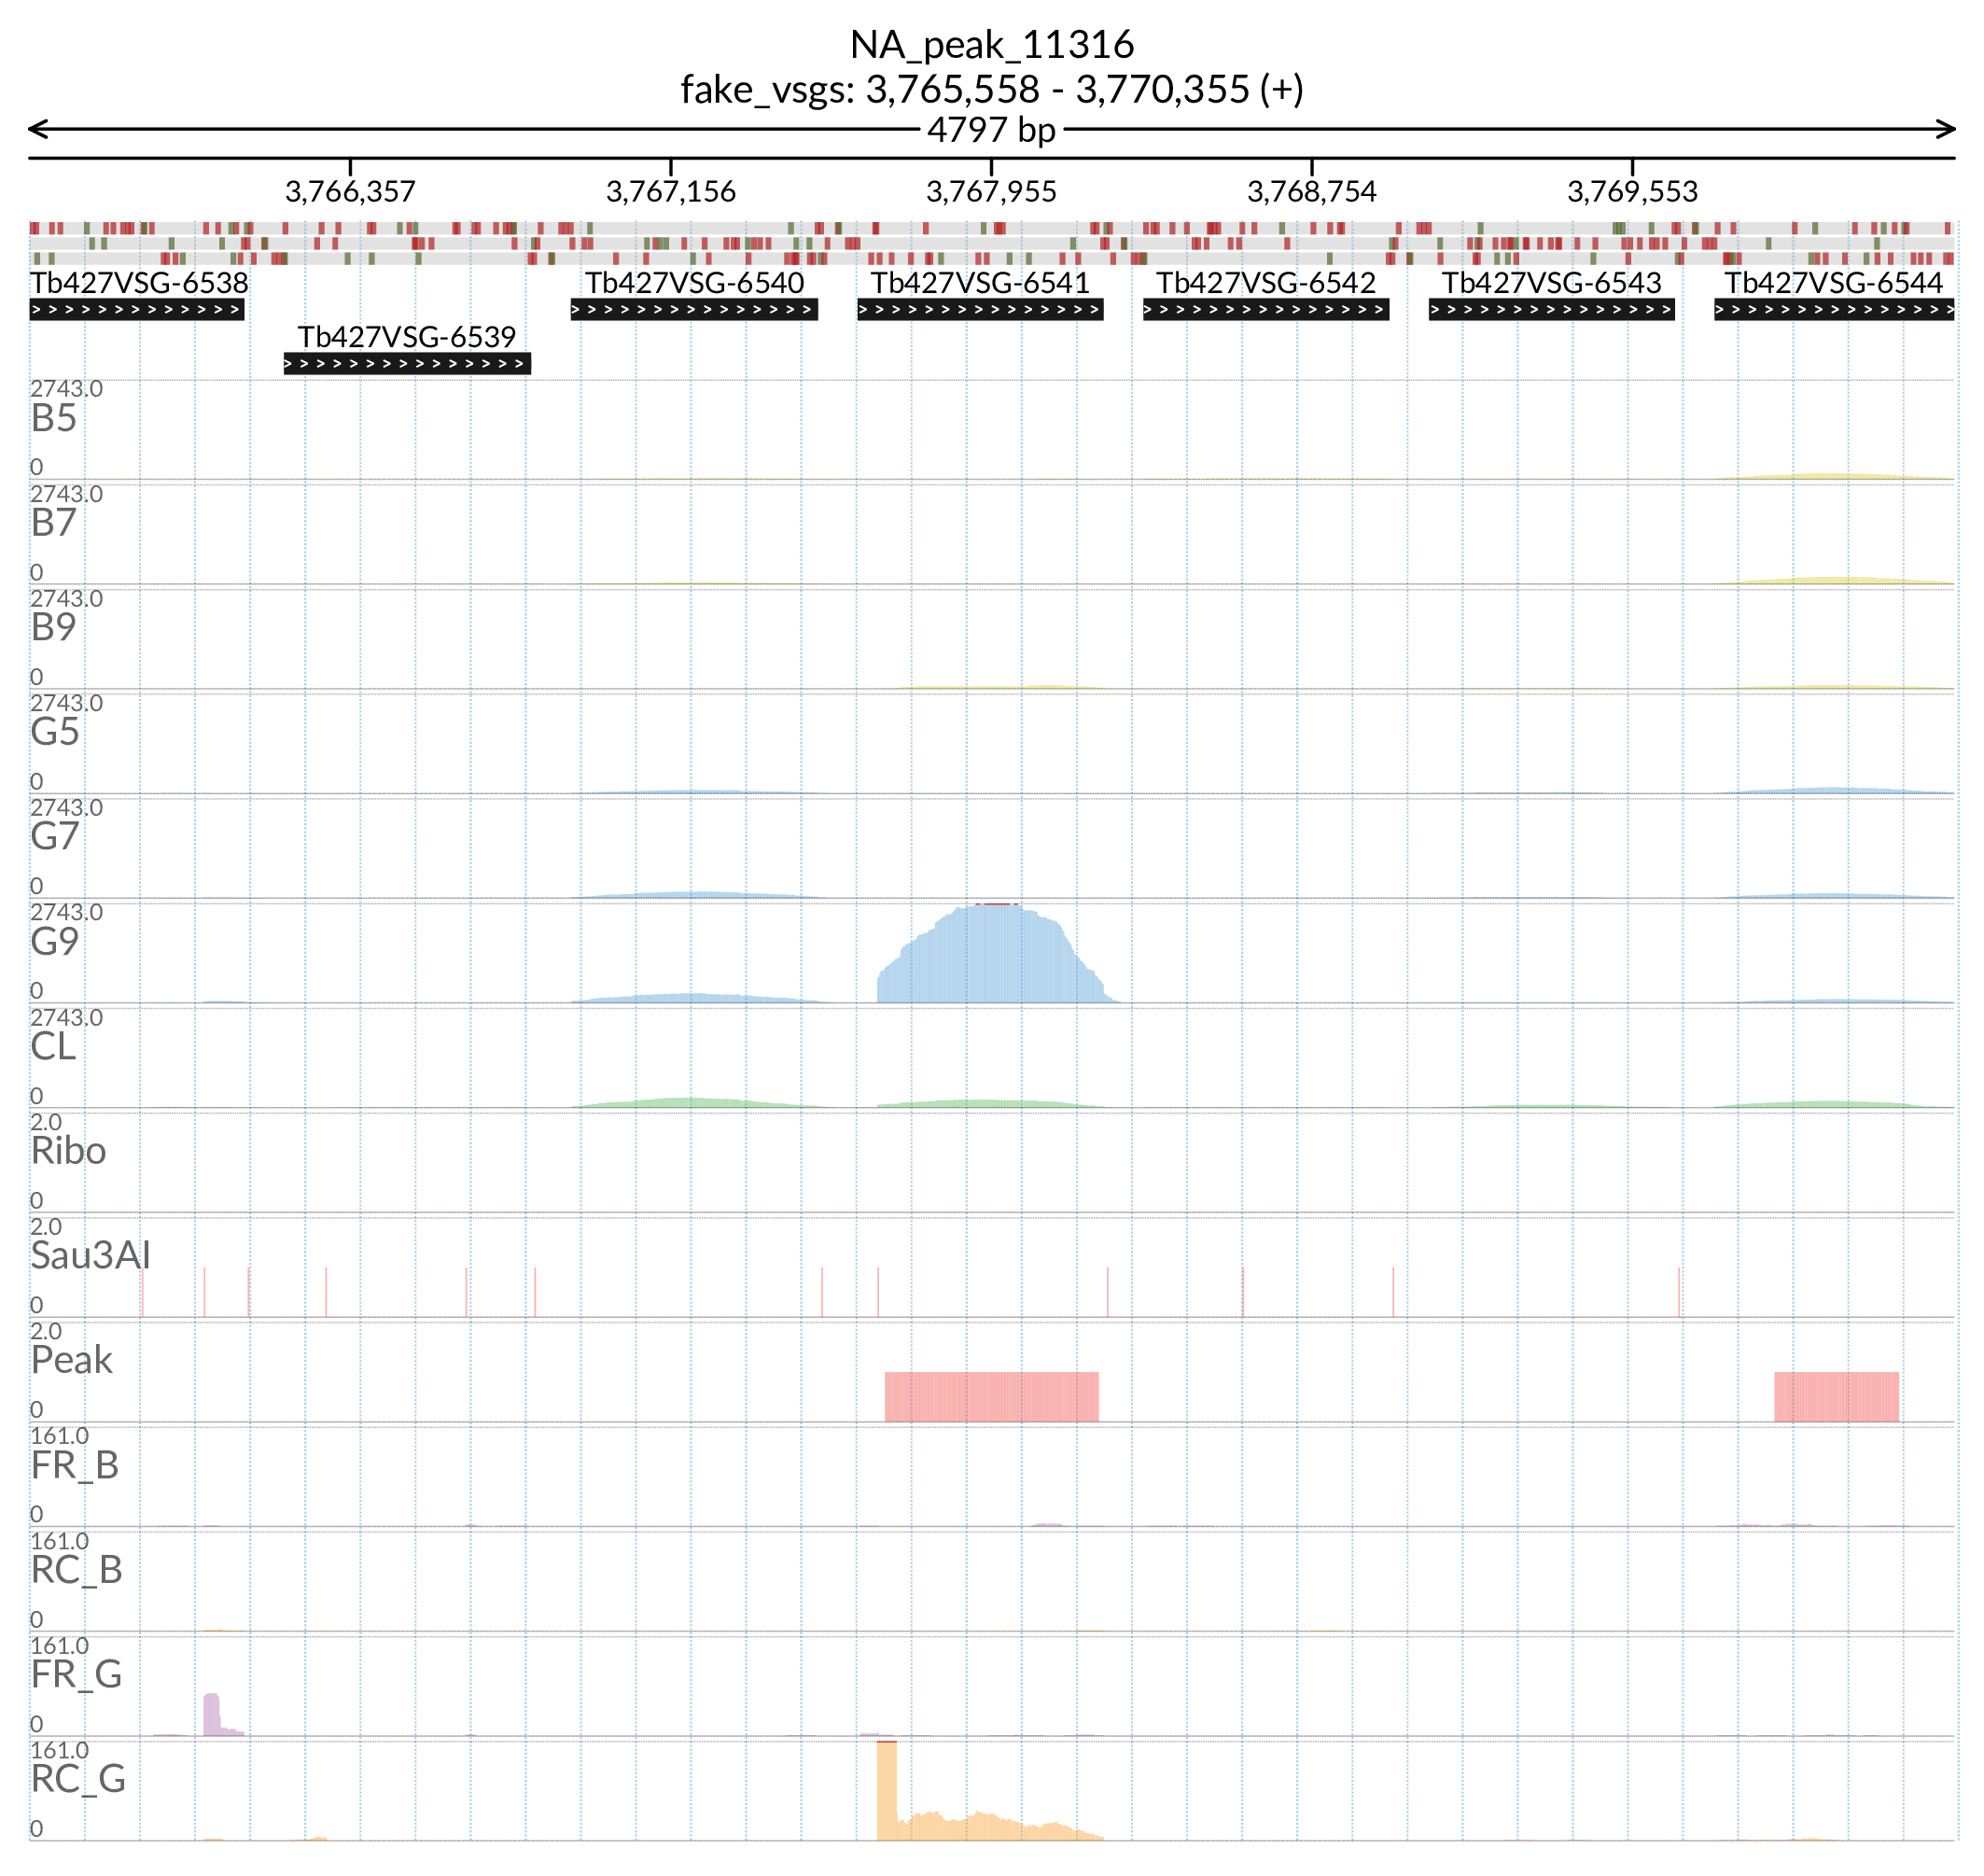 NA_peak_11316
fake_vsgs: 3,765,558 - 3,770,355 (+)
4797 bp
3,766,357 3,767,156 3,767,955 3,768,754 3,769,553
Tb427VSG-6538 Tb427VSG-6540 Tb427VSG-6541 Tb427VSG-6542 Tb427VSG-6543 Tb427VSG-6544
Tb427VSG-6539
2743.0
B5
0
2743.0
B7
0
2743.0
B9
0
2743.0
G5
0
2743.0
G7
0
2743.0
G9
0
2743.0
CL
0
2.0
Ribo
0
2.0
Sau3AI
0
2.0
Peak
0
161.0
FR_B
0
161.0
RC_B
0
161.0
FR_G
0
161.0
RC_G
0